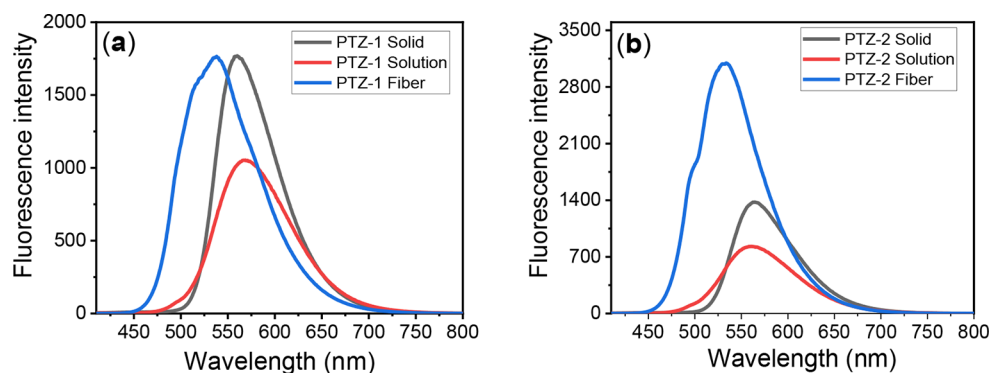 (a)
PTZ-1 Solid
PTZ-1 Solution
PTZ-1 Fiber
Fluorescence intensity
2000
1500
1000
500
0
450 500 550 600 650 700 750 800
Wavelength (nm)
(b)
PTZ-2 Solid
PTZ-2 Solution
PTZ-2 Fiber
Fluorescence intensity
3500
2800
2100
1400
700
0
450 500 550 600 650 700 750 800
Wavelength (nm)